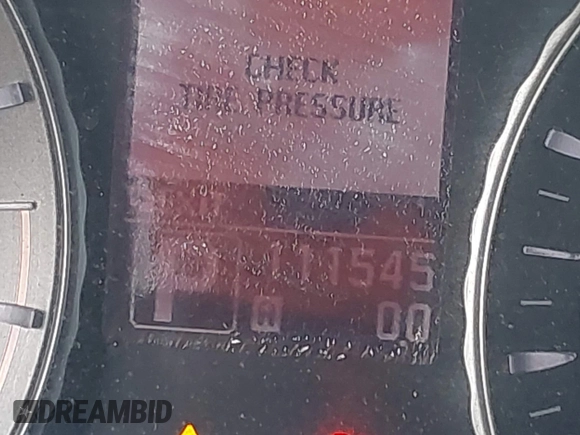 CHECK
TIRE PRESSURE
111545
0.0
DREAMBID